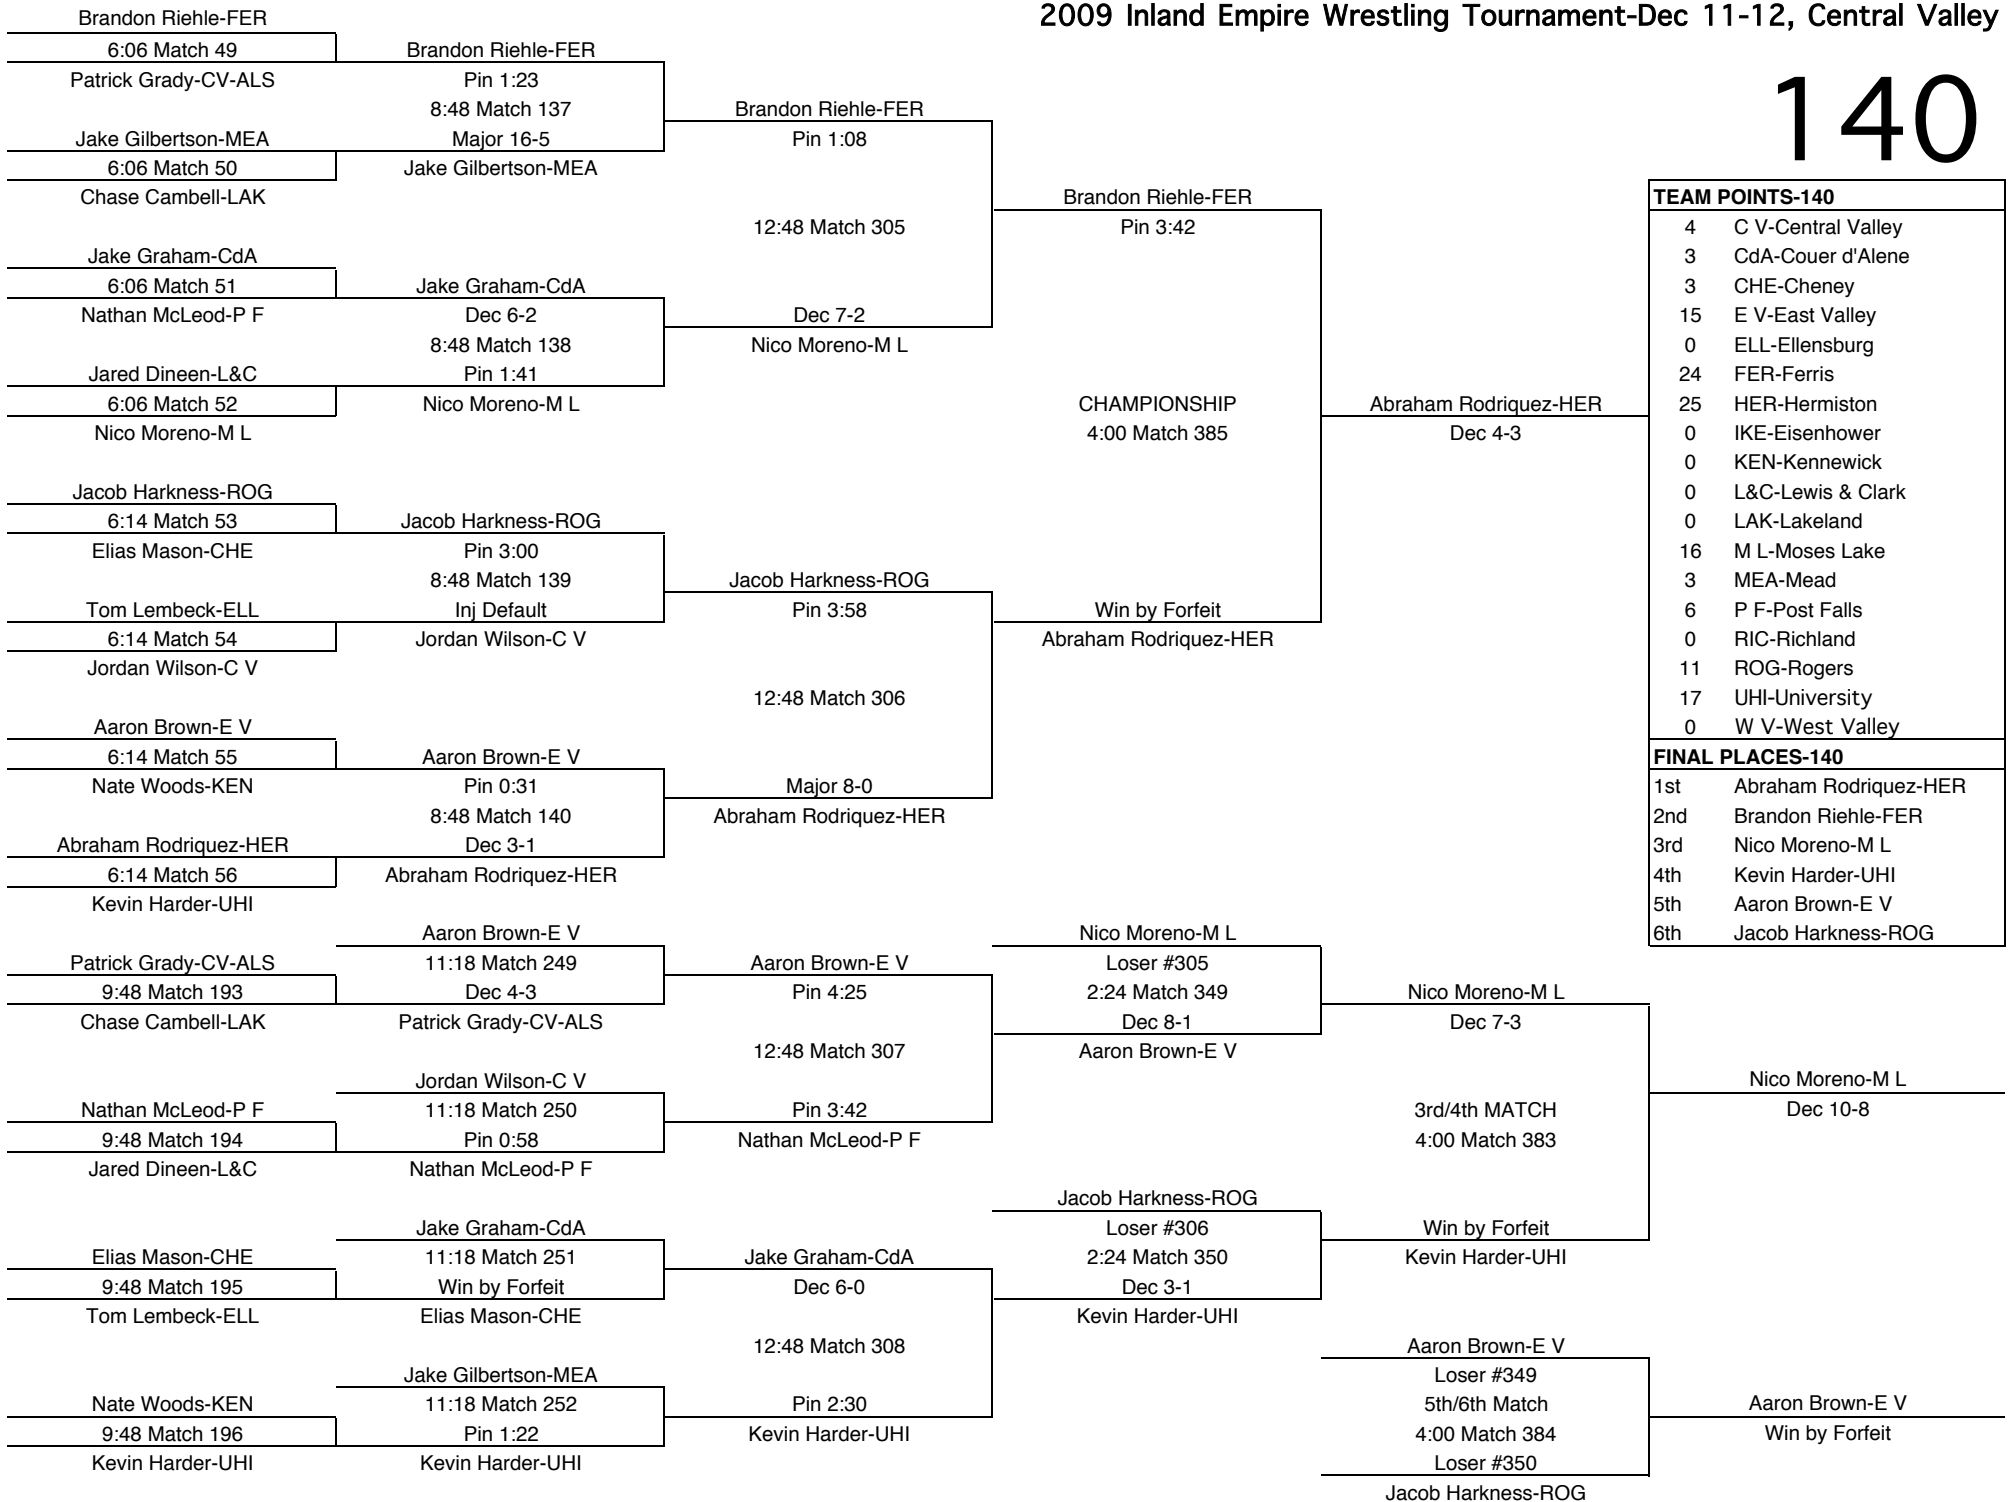 2009 Inland Empire Wrestling Tournament-Dec 11-12, Central Valley
140
Brandon Riehle-FER
6:06 Match 49
Patrick Grady-CV-ALS
Jake Gilbertson-MEA
6:06 Match 50
Chase Cambell-LAK
Jake Graham-CdA
6:06 Match 51
Nathan McLeod-P F
Jared Dineen-L&C
6:06 Match 52
Nico Moreno-M L
Jacob Harkness-ROG
6:14 Match 53
Elias Mason-CHE
Tom Lembeck-ELL
6:14 Match 54
Jordan Wilson-C V
Aaron Brown-E V
6:14 Match 55
Nate Woods-KEN
Abraham Rodriquez-HER
6:14 Match 56
Kevin Harder-UHI
Brandon Riehle-FER
Pin 1:23
8:48 Match 137
Major 16-5
Jake Gilbertson-MEA
Jake Graham-CdA
Dec 6-2
8:48 Match 138
Pin 1:41
Nico Moreno-M L
Jacob Harkness-ROG
Pin 3:00
8:48 Match 139
Inj Default
Jordan Wilson-C V
Aaron Brown-E V
Pin 0:31
8:48 Match 140
Dec 3-1
Abraham Rodriquez-HER
Brandon Riehle-FER
Pin 1:08
12:48 Match 305
Dec 7-2
Nico Moreno-M L
Jacob Harkness-ROG
Pin 3:58
12:48 Match 306
Major 8-0
Abraham Rodriquez-HER
Brandon Riehle-FER
Pin 3:42
CHAMPIONSHIP
4:00 Match 385
Win by Forfeit
Abraham Rodriquez-HER
Abraham Rodriquez-HER
Dec 4-3
TEAM POINTS-140
4 C V-Central Valley
3 CdA-Couer d'Alene
3 CHE-Cheney
15 E V-East Valley
0 ELL-Ellensburg
24 FER-Ferris
25 HER-Hermiston
0 IKE-Eisenhower
0 KEN-Kennewick
0 L&C-Lewis & Clark
0 LAK-Lakeland
16 M L-Moses Lake
3 MEA-Mead
6 P F-Post Falls
0 RIC-Richland
11 ROG-Rogers
17 UHI-University
0 W V-West Valley
FINAL PLACES-140
1st Abraham Rodriquez-HER
2nd Brandon Riehle-FER
3rd Nico Moreno-M L
4th Kevin Harder-UHI
5th Aaron Brown-E V
6th Jacob Harkness-ROG
Patrick Grady-CV-ALS
9:48 Match 193
Chase Cambell-LAK
Nathan McLeod-P F
9:48 Match 194
Jared Dineen-L&C
Elias Mason-CHE
9:48 Match 195
Tom Lembeck-ELL
Nate Woods-KEN
9:48 Match 196
Kevin Harder-UHI
Aaron Brown-E V
11:18 Match 249
Dec 4-3
Patrick Grady-CV-ALS
Jordan Wilson-C V
11:18 Match 250
Pin 0:58
Nathan McLeod-P F
Jake Graham-CdA
11:18 Match 251
Win by Forfeit
Elias Mason-CHE
Jake Gilbertson-MEA
11:18 Match 252
Pin 1:22
Kevin Harder-UHI
Aaron Brown-E V
Pin 4:25
12:48 Match 307
Pin 3:42
Nathan McLeod-P F
Jake Graham-CdA
Dec 6-0
12:48 Match 308
Pin 2:30
Kevin Harder-UHI
Nico Moreno-M L
Loser #305
2:24 Match 349
Dec 8-1
Aaron Brown-E V
Jacob Harkness-ROG
Loser #306
2:24 Match 350
Dec 3-1
Kevin Harder-UHI
Nico Moreno-M L
Dec 7-3
3rd/4th MATCH
4:00 Match 383
Win by Forfeit
Kevin Harder-UHI
Aaron Brown-E V
Loser #349
5th/6th Match
4:00 Match 384
Loser #350
Jacob Harkness-ROG
Nico Moreno-M L
Dec 10-8
Aaron Brown-E V
Win by Forfeit